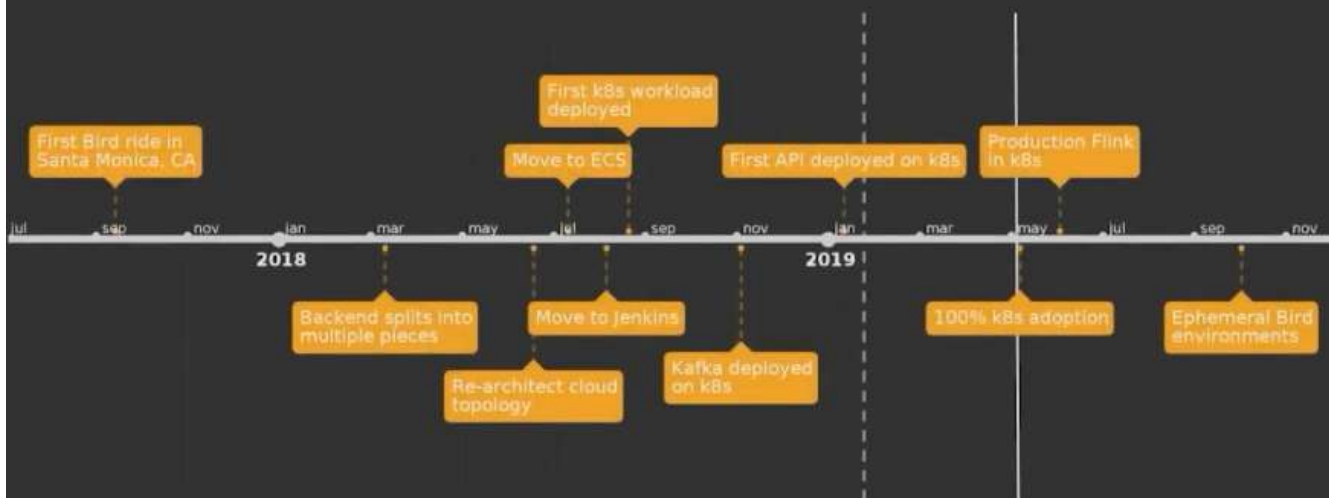 First k8s workload
deployed
First Bird ride in
Santa Monica, CA
Move to ECS
First API deployed on k8s
Production Flink
in k8s
jul sep nov jan mar may jul sep nov jan mar may jul sep nov
2018 2019
Backend splits into
multiple pieces
Move to Jenkins
100% k8s adoption
Ephemeral Bird
environments
Kafka deployed
on k8s
Re-architect cloud
topology